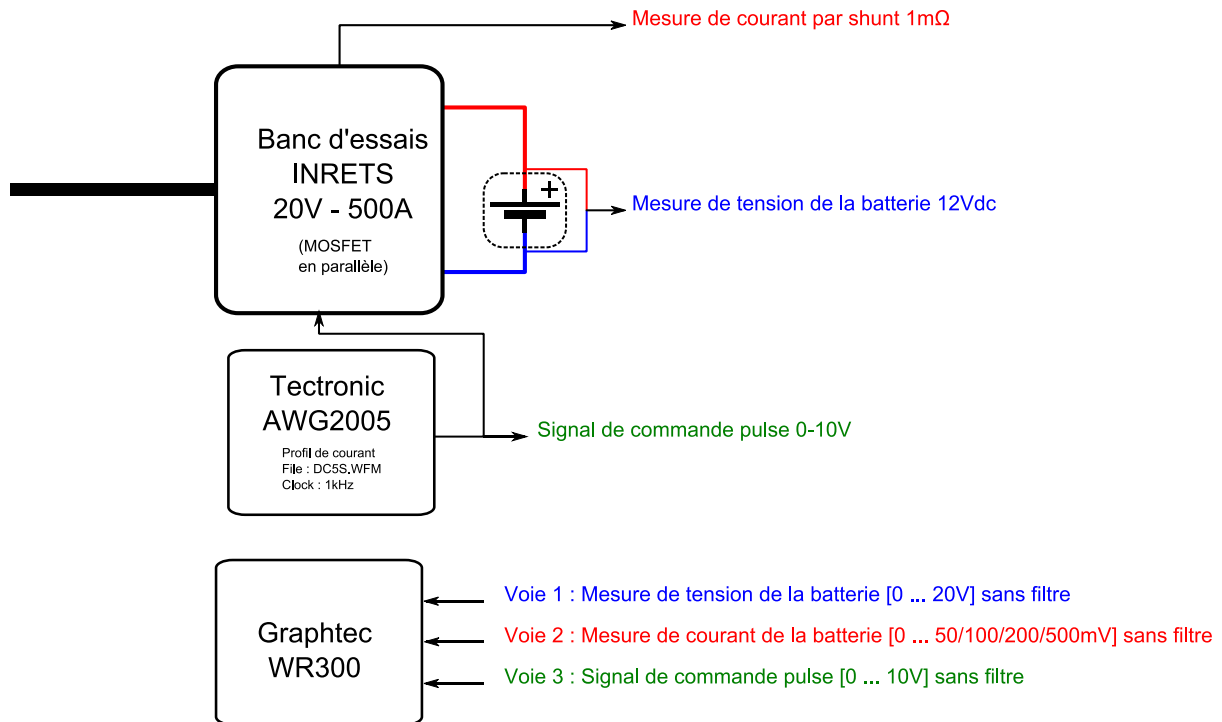 Mesure de courant par shunt 1mΩ
Banc d'essais
INRETS
20V - 500A
(MOSFET
en parallèle)
+
Mesure de tension de la batterie 12Vdc
Tectronic
AWG2005
Profil de courant
File : DC5S.WFM
Clock : 1kHz
Signal de commande pulse 0-10V
Graphtec
WR300
Voie 1 : Mesure de tension de la batterie [0 ... 20V] sans filtre
Voie 2 : Mesure de courant de la batterie [0 ... 50/100/200/500mV] sans filtre
Voie 3 : Signal de commande pulse [0 ... 10V] sans filtre